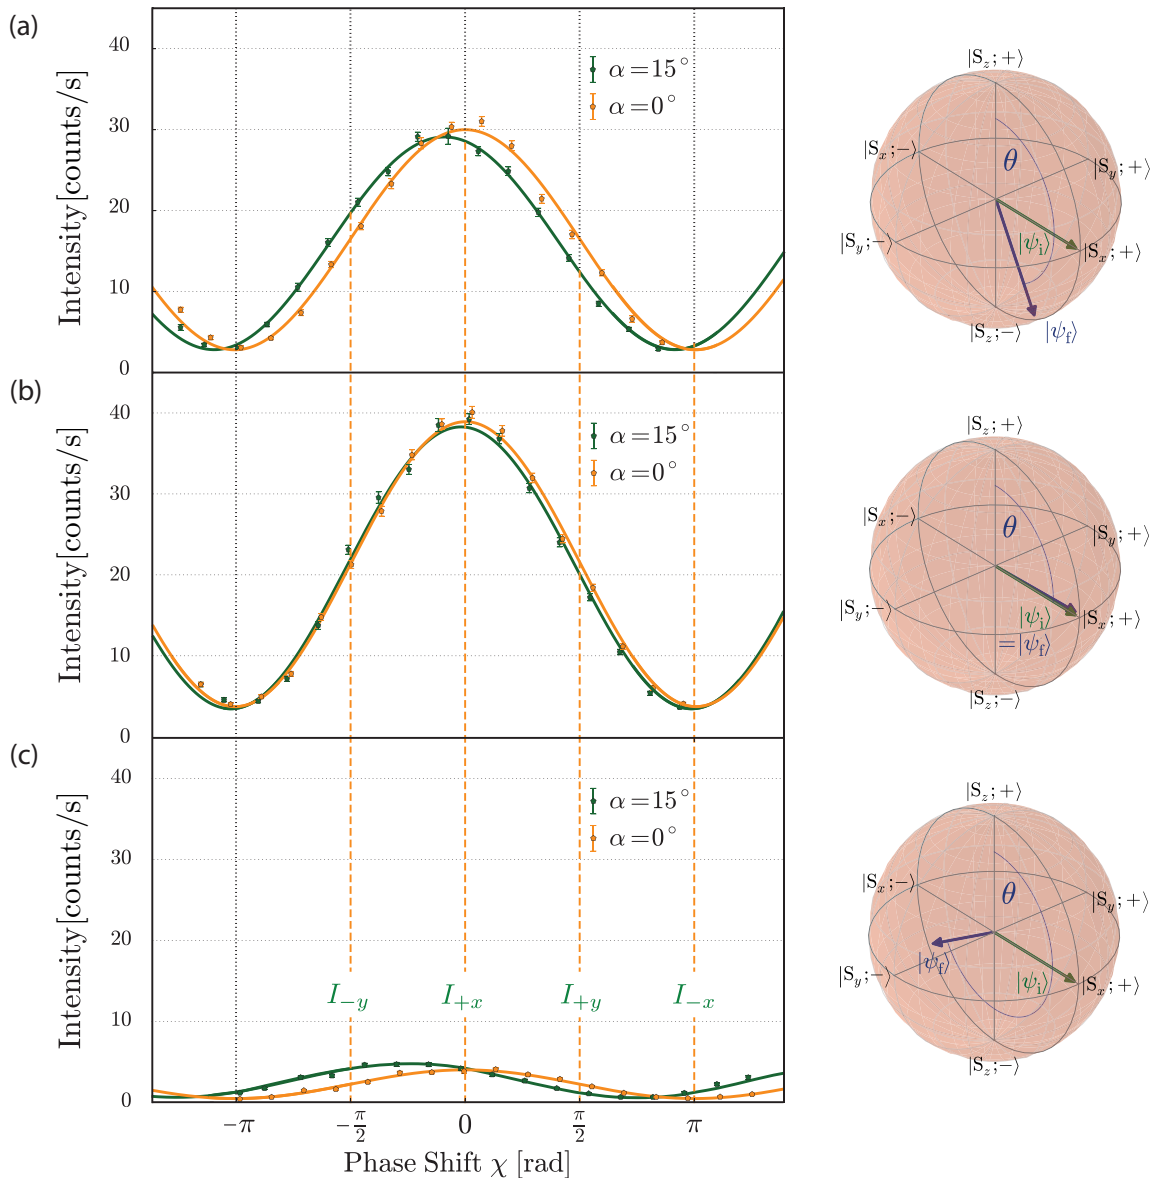 (a)
Intensity [counts/s]
40
30
20
10
0
α=15°
α=0°
|S_z;+⟩
|S_x;−⟩
θ
|S_y;+⟩
|S_y;−⟩
|ψ_i⟩
|S_x;+⟩
|S_z;−⟩
|ψ_f⟩
(b)
Intensity [counts/s]
40
30
20
10
0
α=15°
α=0°
|S_z;+⟩
|S_x;−⟩
θ
|S_y;+⟩
|S_y;−⟩
|ψ_i⟩
|S_x;+⟩
=|ψ_f⟩
|S_z;−⟩
(c)
Intensity [counts/s]
40
30
20
10
0
α=15°
α=0°
I_{−y} I_{+x} I_{+y} I_{−x}
−π −π/2 0 π/2 π
Phase Shift χ [rad]
|S_z;+⟩
|S_x;−⟩
θ
|S_y;+⟩
|S_y;−⟩
|ψ_f⟩
|ψ_i⟩
|S_x;+⟩
|S_z;−⟩